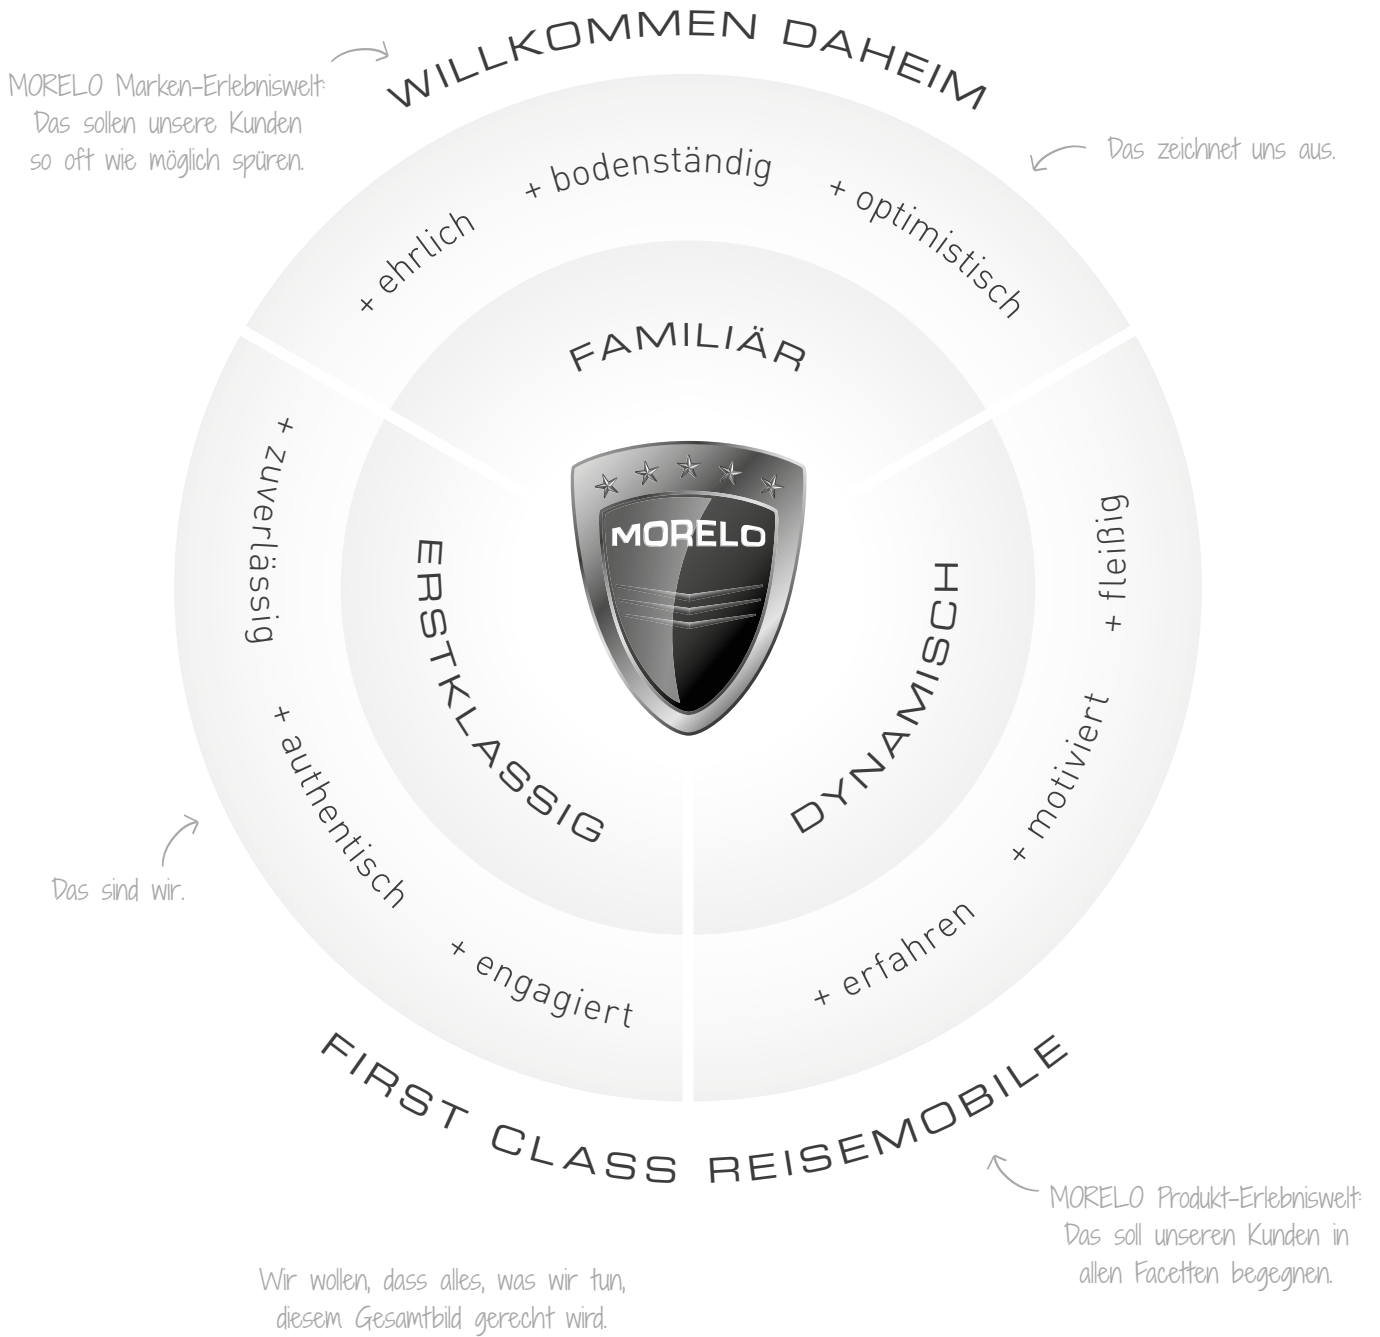 WILLKOMMEN DAHEIM
MORELO Marken-Erlebniswelt:
Das sollen unsere Kunden
so oft wie möglich spüren.
Das zeichnet uns aus.
+ ehrlich
+ bodenständig
+ optimistisch
FAMILIÄR
MORELO
+ zuverlässig
+ authentisch
+ engagiert
ERSTKLASSIG
DYNAMISCH
+ fleißig
+ motiviert
+ erfahren
Das sind wir.
FIRST CLASS REISEMOBILE
MORELO Produkt-Erlebniswelt:
Das soll unseren Kunden in
allen Facetten begegnen.
Wir wollen, dass alles, was wir tun,
diesem Gesamtbild gerecht wird.